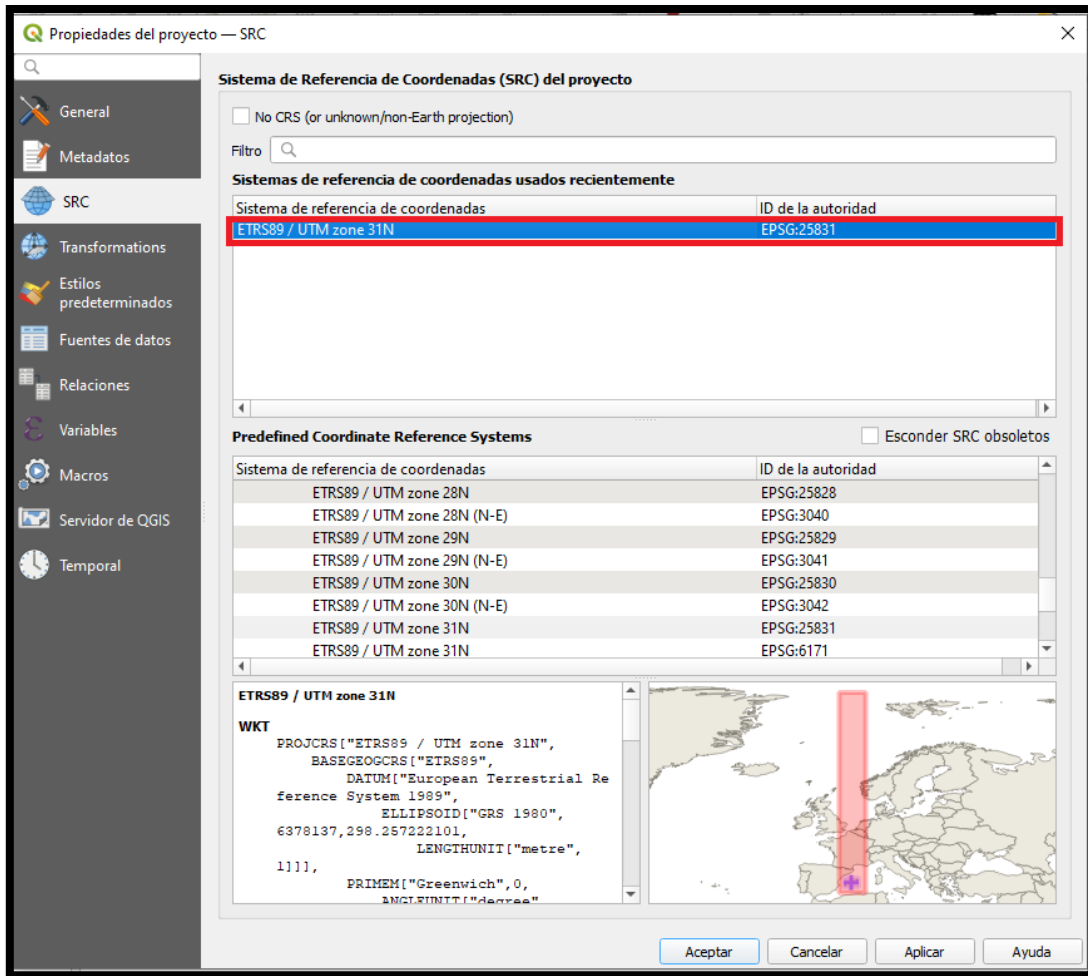 Propiedades del proyecto — SRC
General
Metadatos
SRC
Transformations
Estilos
predeterminados
Fuentes de datos
Relaciones
Variables
Macros
Servidor de QGIS
Temporal
Sistema de Referencia de Coordenadas (SRC) del proyecto
No CRS (or unknown/non-Earth projection)
Filtro
Sistemas de referencia de coordenadas usados recientemente
Sistema de referencia de coordenadas ID de la autoridad
ETRS89 / UTM zone 31N EPSG:25831
Predefined Coordinate Reference Systems Esconder SRC obsoletos
Sistema de referencia de coordenadas ID de la autoridad
ETRS89 / UTM zone 28N EPSG:25828
ETRS89 / UTM zone 28N (N-E) EPSG:3040
ETRS89 / UTM zone 29N EPSG:25829
ETRS89 / UTM zone 29N (N-E) EPSG:3041
ETRS89 / UTM zone 30N EPSG:25830
ETRS89 / UTM zone 30N (N-E) EPSG:3042
ETRS89 / UTM zone 31N EPSG:25831
ETRS89 / UTM zone 31N EPSG:6171
ETRS89 / UTM zone 31N
WKT
PROJCRS["ETRS89 / UTM zone 31N",
BASEGEOGCRS["ETRS89",
DATUM["European Terrestrial Re
ference System 1989",
ELLIPSOID["GRS 1980",
6378137,298.257222101,
LENGTHUNIT["metre",
1]]],
PRIMEM["Greenwich",0,
ANGLEUNIT["degree"
Aceptar Cancelar Aplicar Ayuda